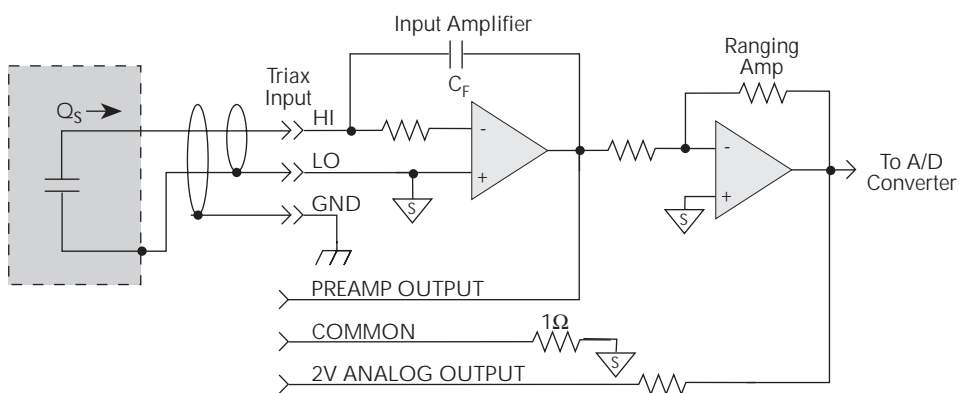 Input Amplifier
Ranging
Amp
Triax
Input
C_F
Q_S
HI
-
-
LO
To A/D
Converter
+
S
+
S
GND
PREAMP OUTPUT
1Ω
COMMON
S
2V ANALOG OUTPUT